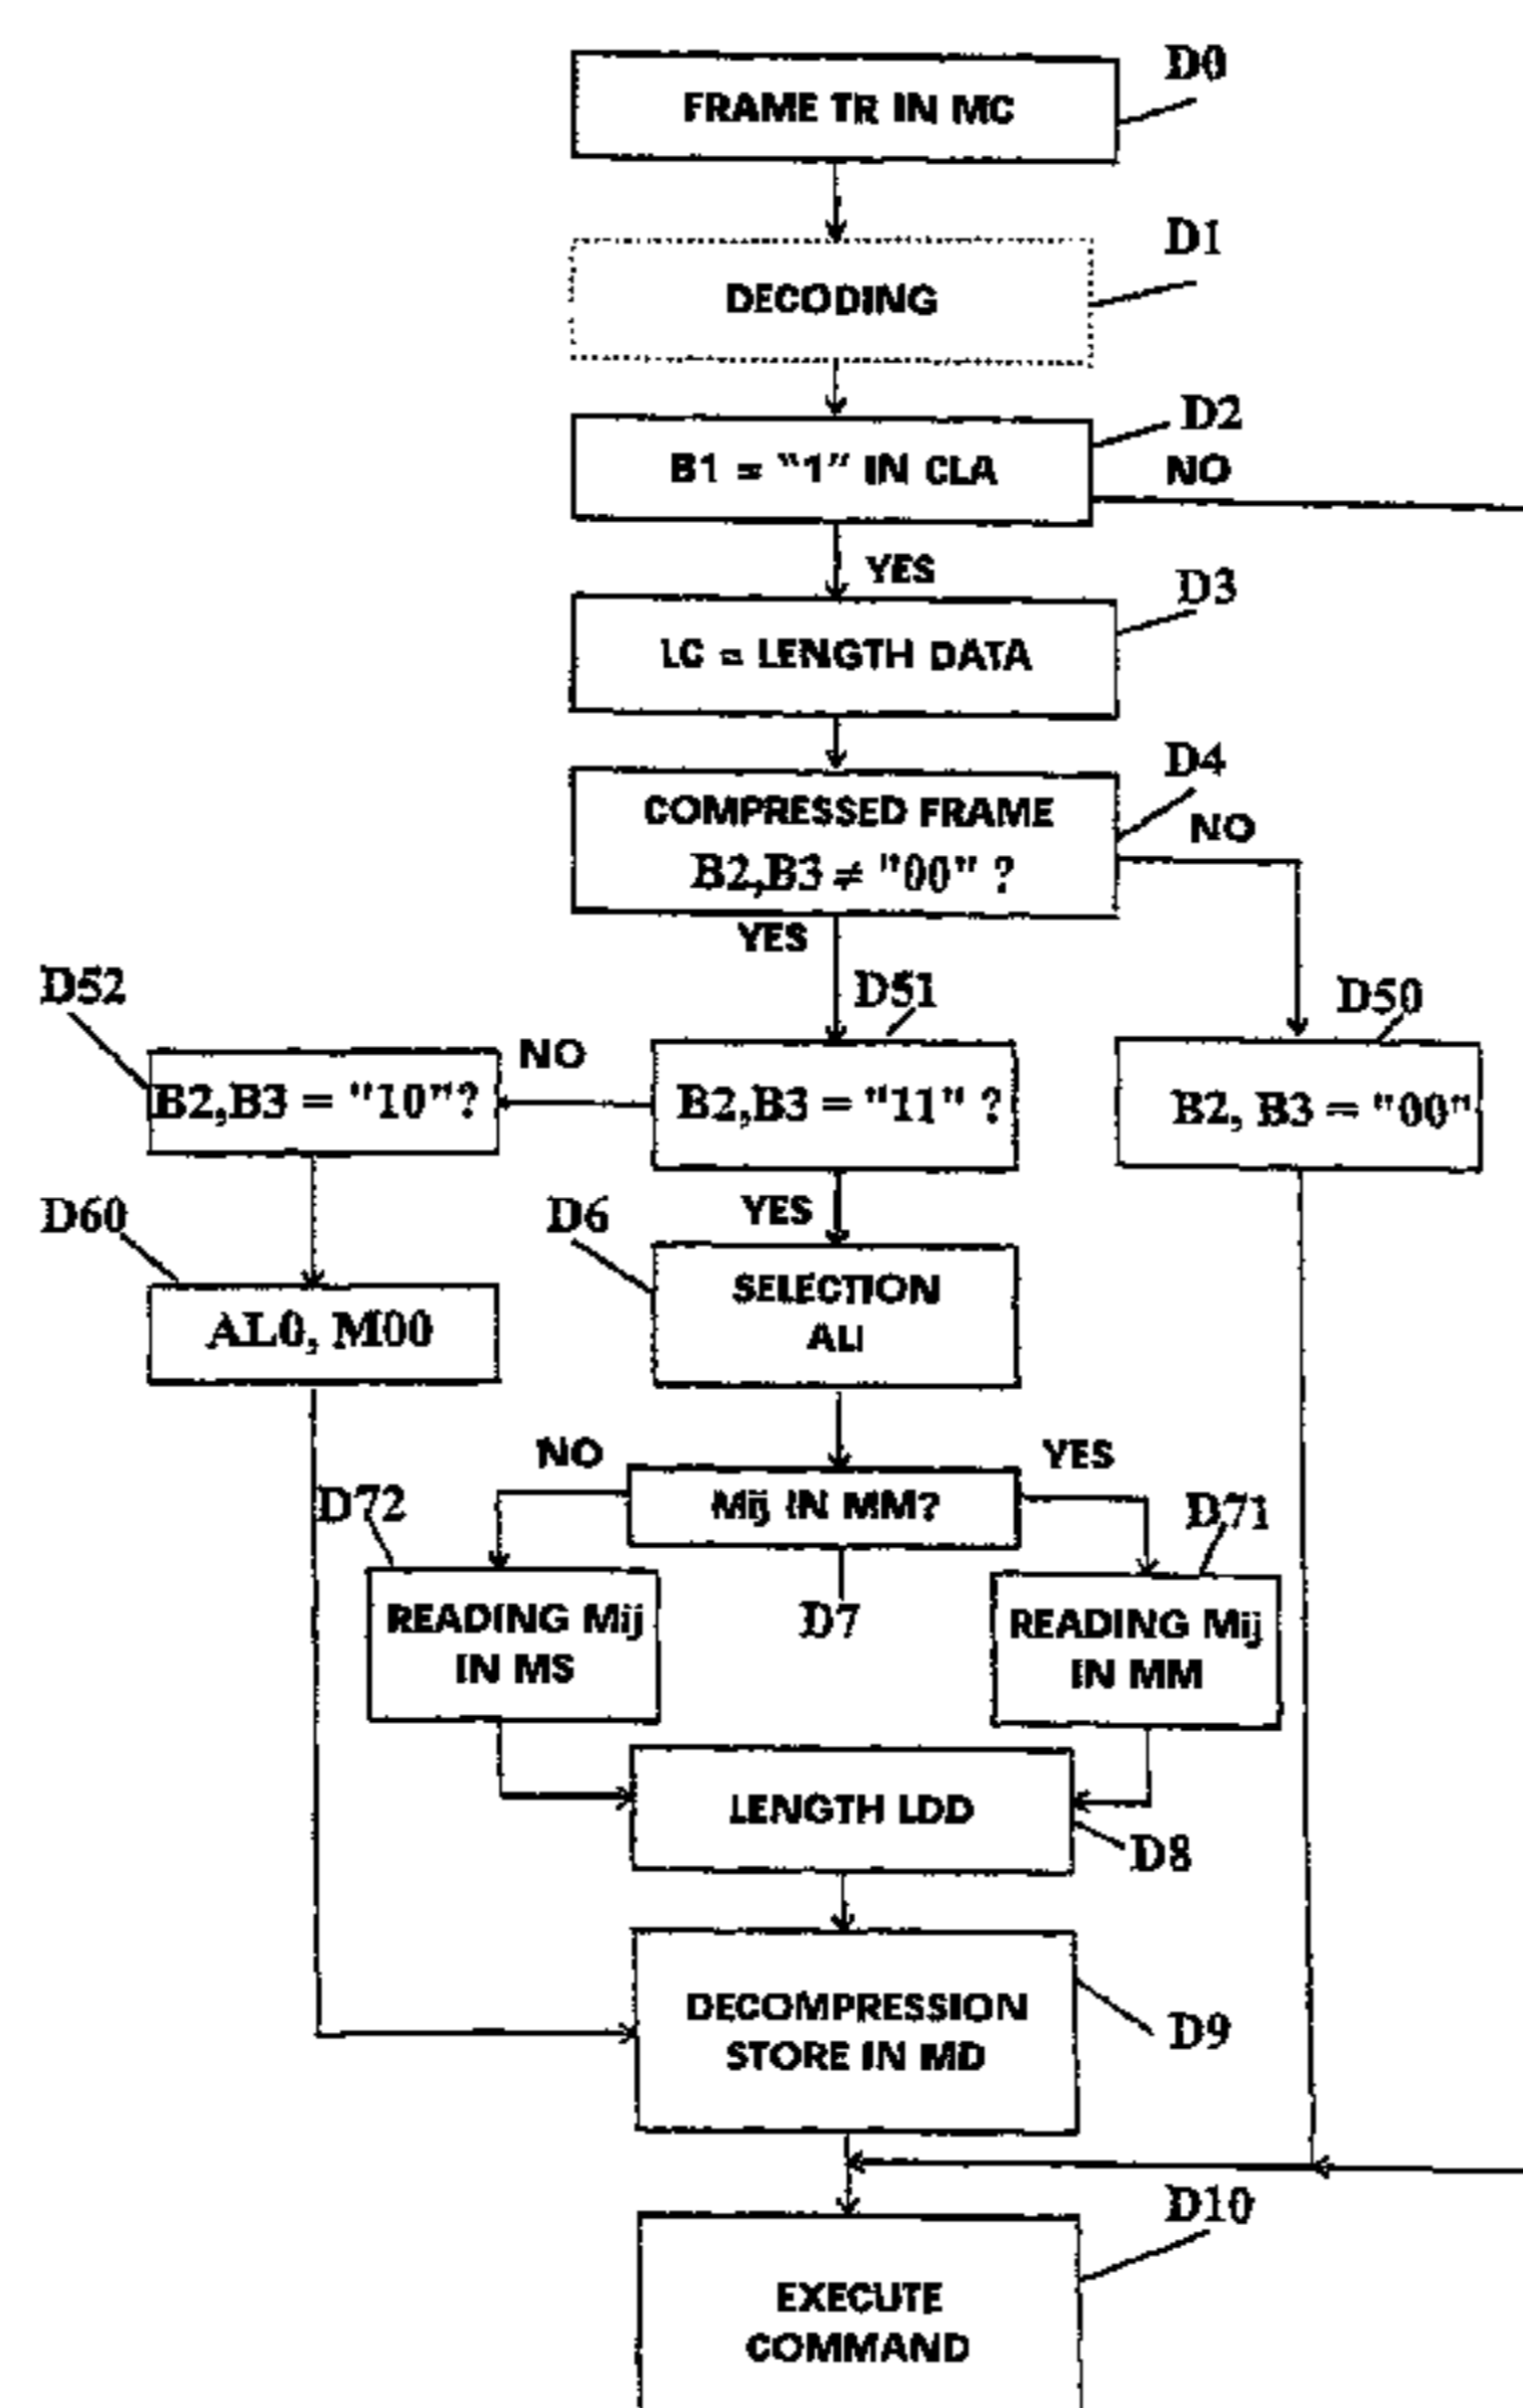 D0
FRAME TR IN MC
D1
DECODING
D2
B1 = "1" IN CLA
NO
YES
D3
LC = LENGTH DATA
D4
COMPRESSED FRAME
B2,B3 ≠ "00" ?
NO
YES
D52
D51
D50
NO
B2,B3 = "10"?
B2,B3 = "11" ?
B2, B3 = "00"
D60
D6
YES
AL0, M00
SELECTION
ALi
NO
YES
D72
Mij IN MM?
D71
READING Mij
IN MS
D7
READING Mij
IN MM
LENGTH LDD
D8
DECOMPRESSION
STORE IN MD
D9
D10
EXECUTE
COMMAND